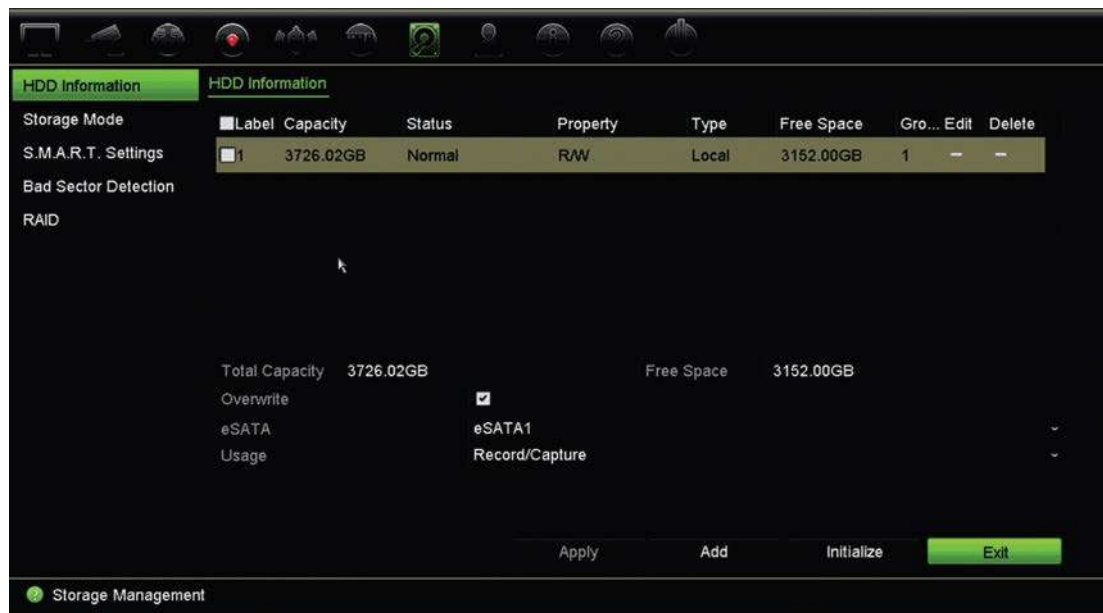 HDD Information
HDD Information
Storage Mode
S.M.A.R.T. Settings
Bad Sector Detection
RAID
Label Capacity Status Property Type Free Space Gro... Edit Delete
1 3726.02GB Normal R/W Local 3152.00GB 1 — —
Total Capacity 3726.02GB Free Space 3152.00GB
Overwrite
eSATA eSATA1
Usage Record/Capture
Apply Add Initialize Exit
Storage Management